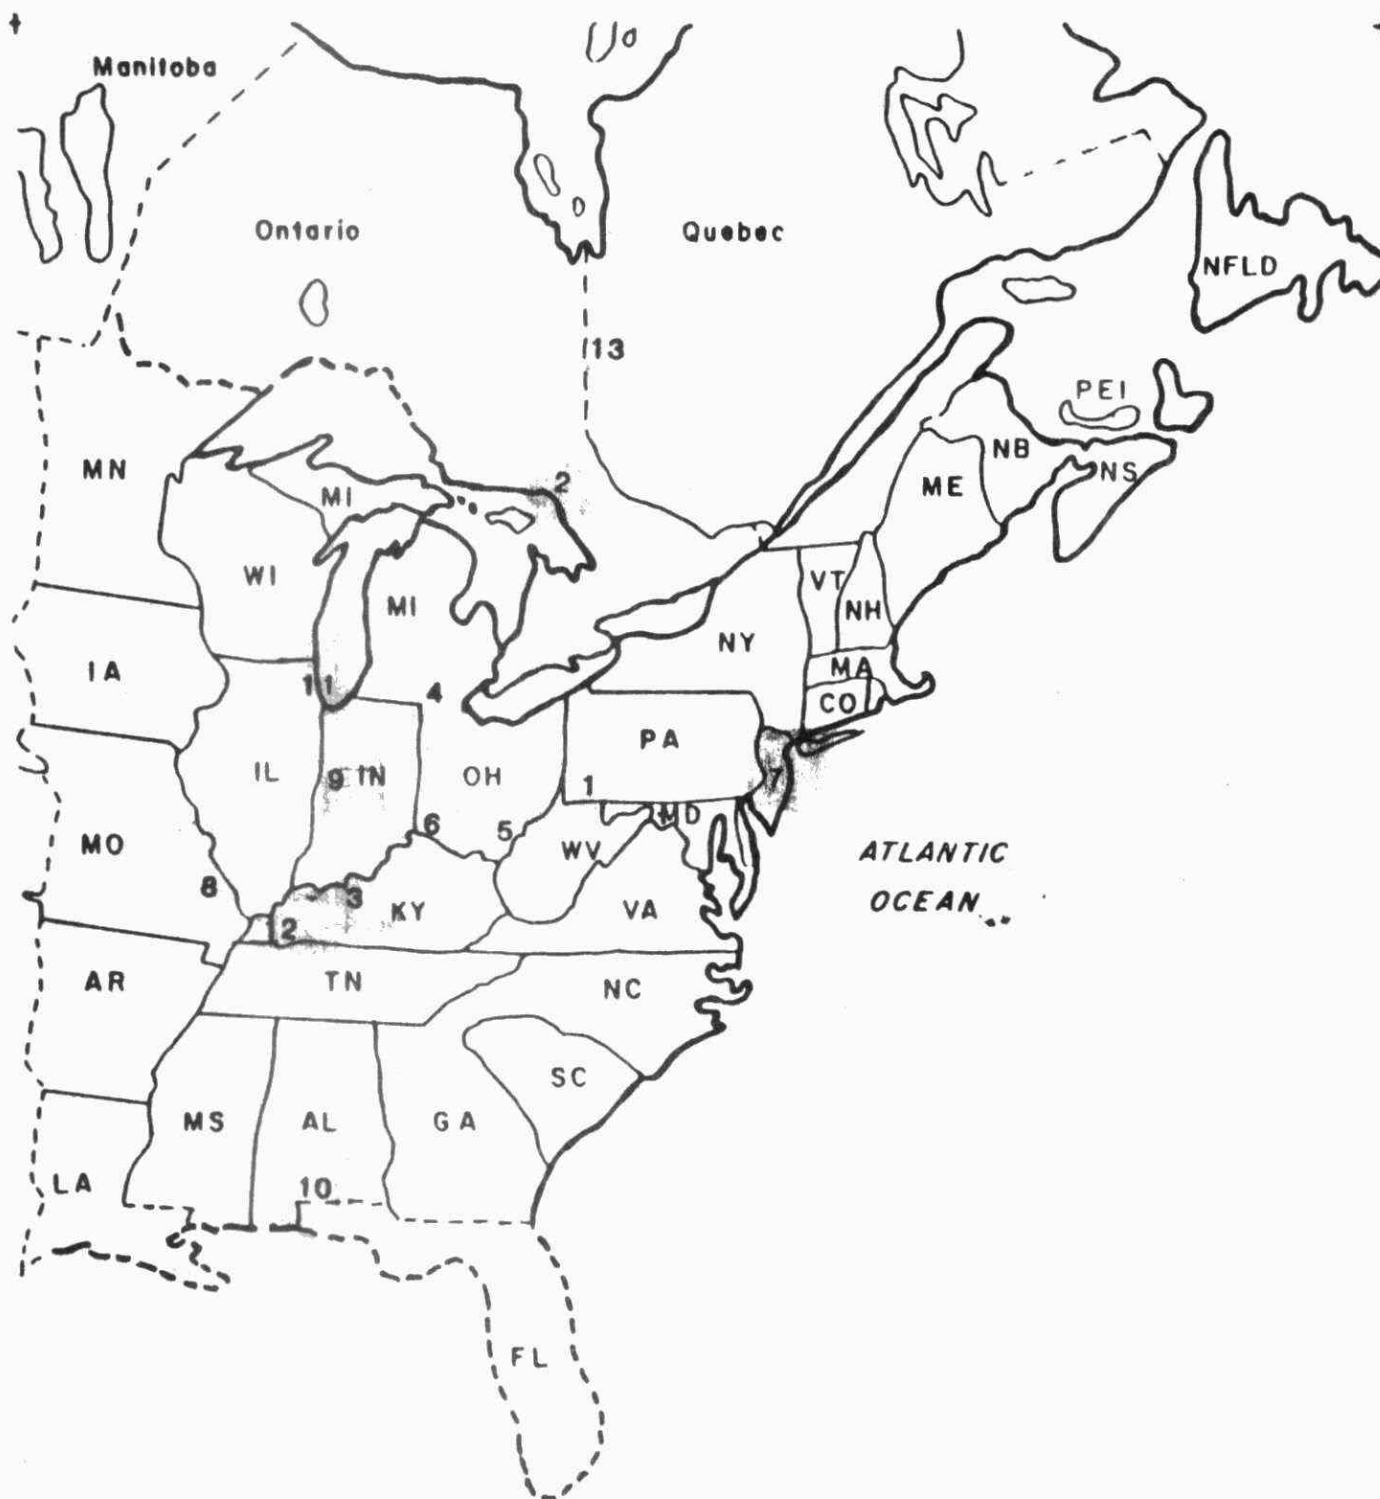 Manitoba
Ontario
Quebec
NFLD
13
PEI
MN
MI
2
NB
NS
ME
WI
MI
VT
NH
NY
IA
11
4
MA
CO
IL
9 IN
OH
PA
1
7
MD
MO
6
5
WV
ATLANTIC
OCEAN
8
3
KY
VA
12
AR
TN
NC
SC
MS
AL
GA
LA
10
FL